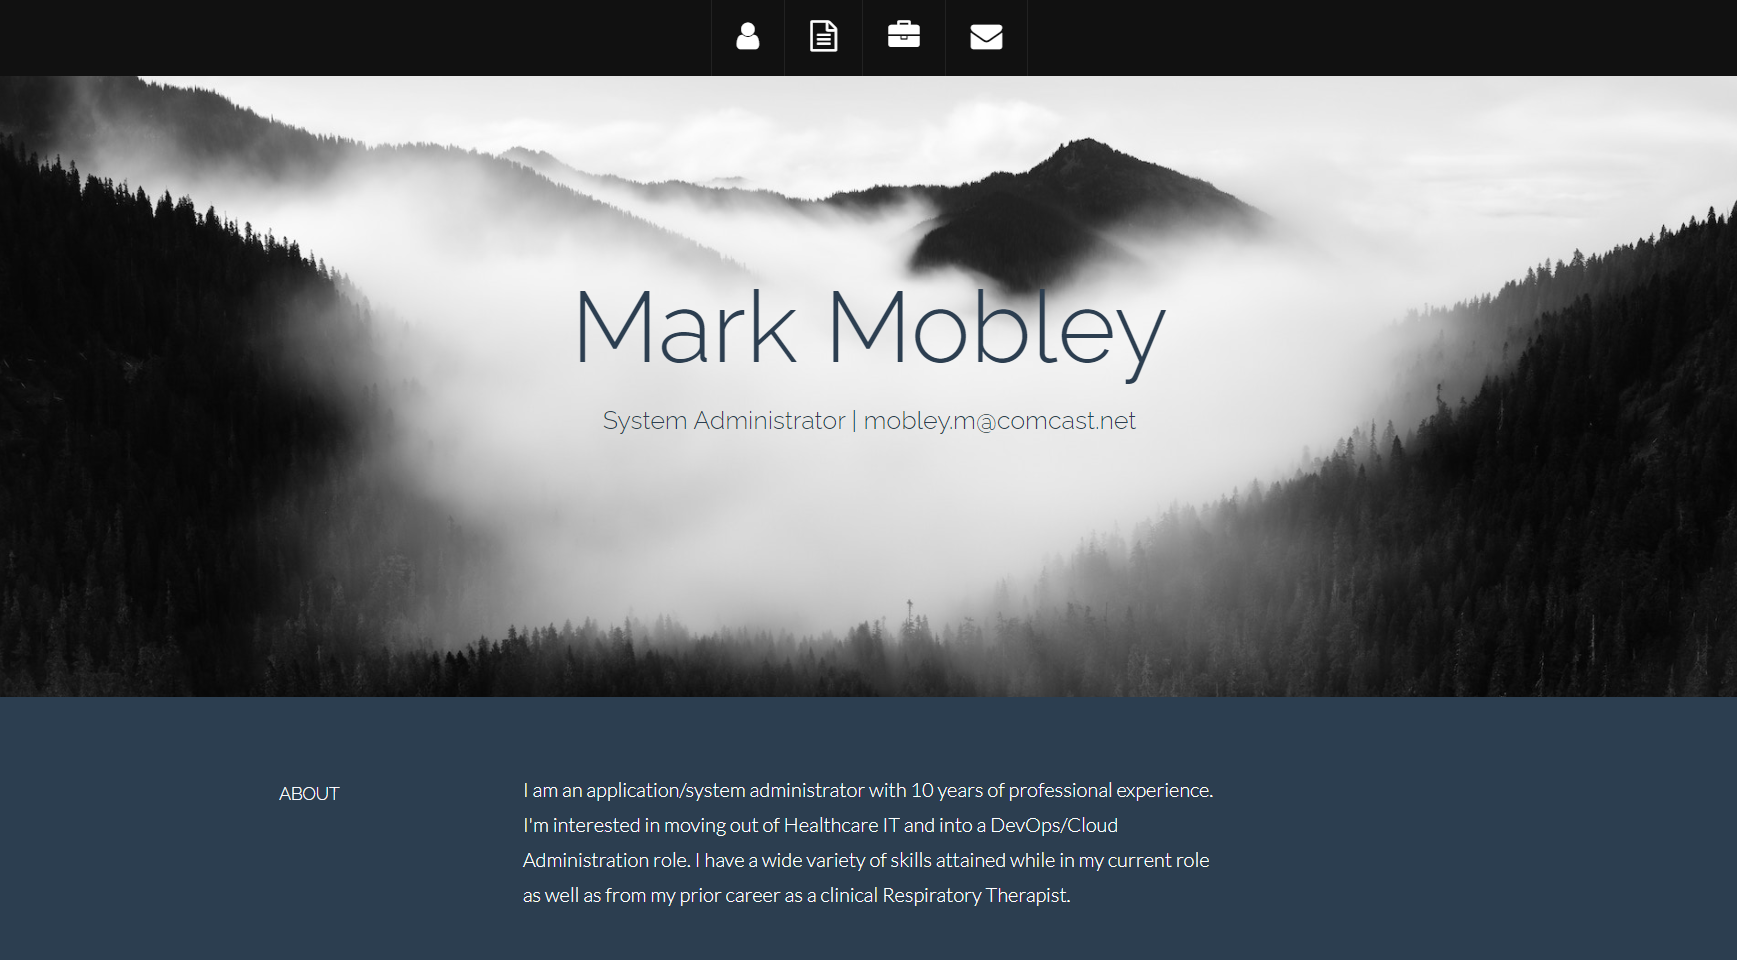 Mark Mobley
System Administrator | mobley.m@comcast.net
ABOUT
I am an application/system administrator with 10 years of professional experience.
I'm interested in moving out of Healthcare IT and into a DevOps/Cloud
Administration role. I have a wide variety of skills attained while in my current role
as well as from my prior career as a clinical Respiratory Therapist.